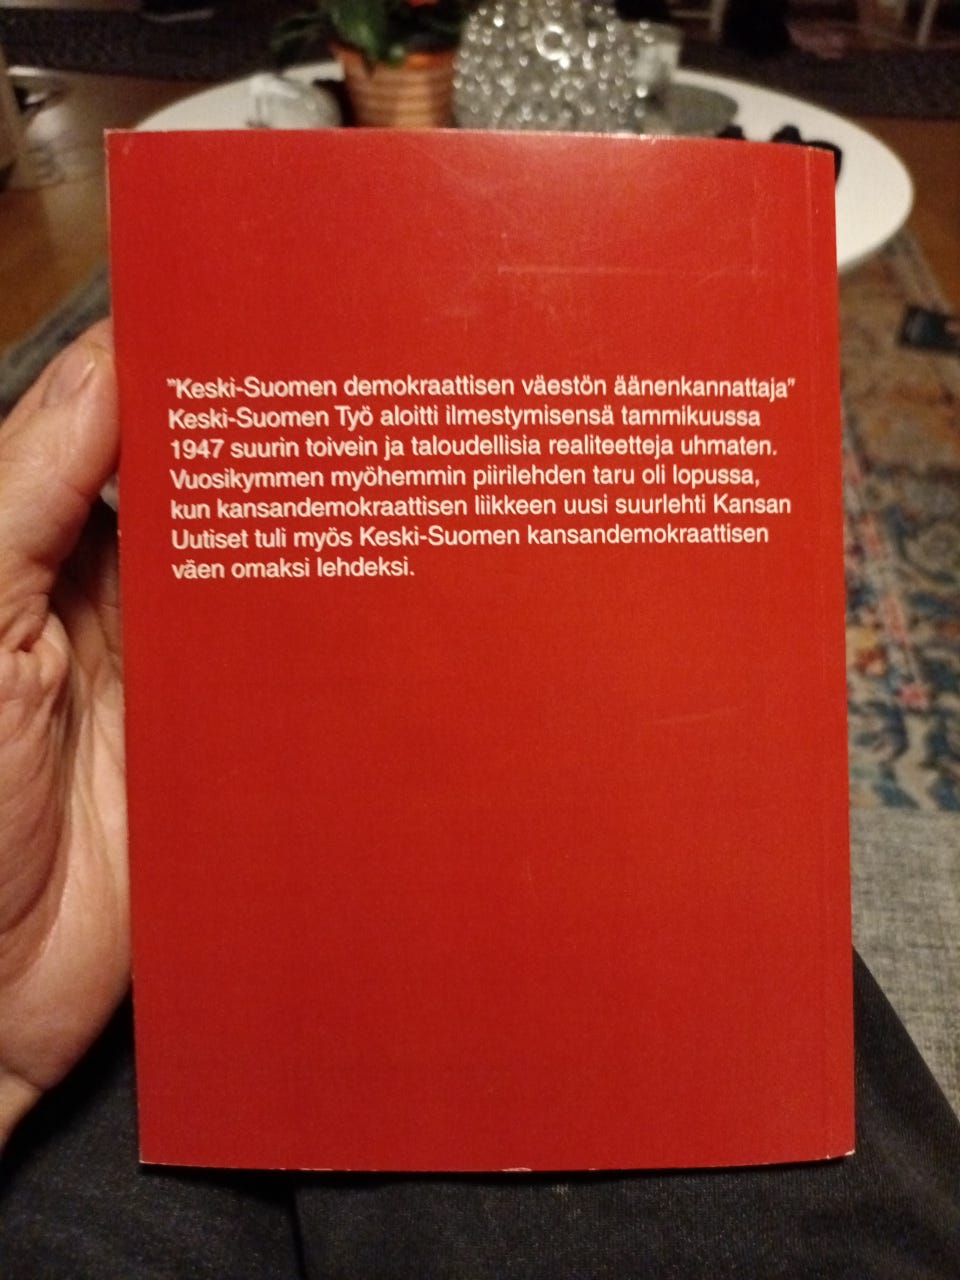 ”Keski-Suomen demokraattisen väestön äänenkannattaja”
Keski-Suomen Työ aloitti ilmestymisensä tammikuussa
1947 suurin toivein ja taloudellisia realiteetteja uhmaten.
Vuosikymmen myöhemmin piirilehden taru oli lopussa,
kun kansandemokraattisen liikkeen uusi suurlehti Kansan
Uutiset tuli myös Keski-Suomen kansandemokraattisen
väen omaksi lehdeksi.